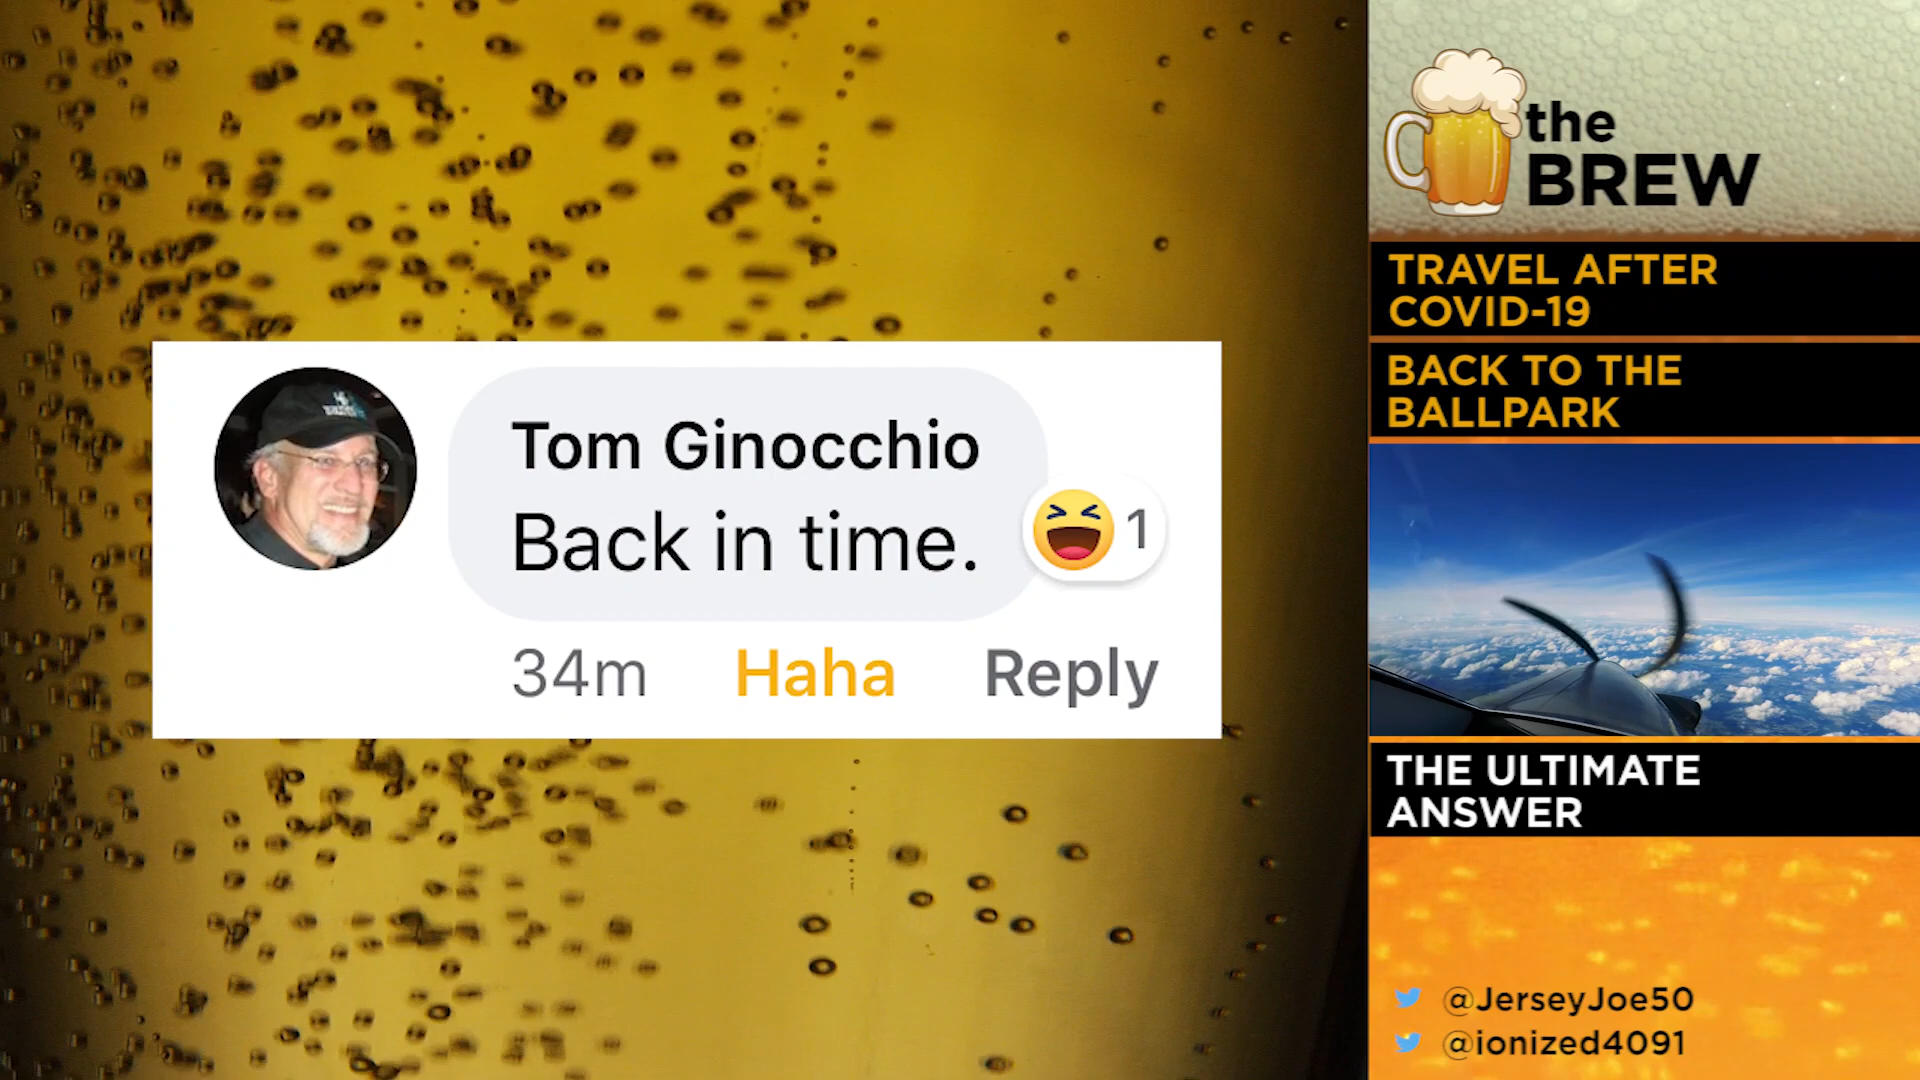 Tom Ginocchio
Back in time.
1
34m Haha Reply
the
BREW
TRAVEL AFTER
COVID-19
BACK TO THE
BALLPARK
THE ULTIMATE
ANSWER
@JerseyJoe50
@ionized4091